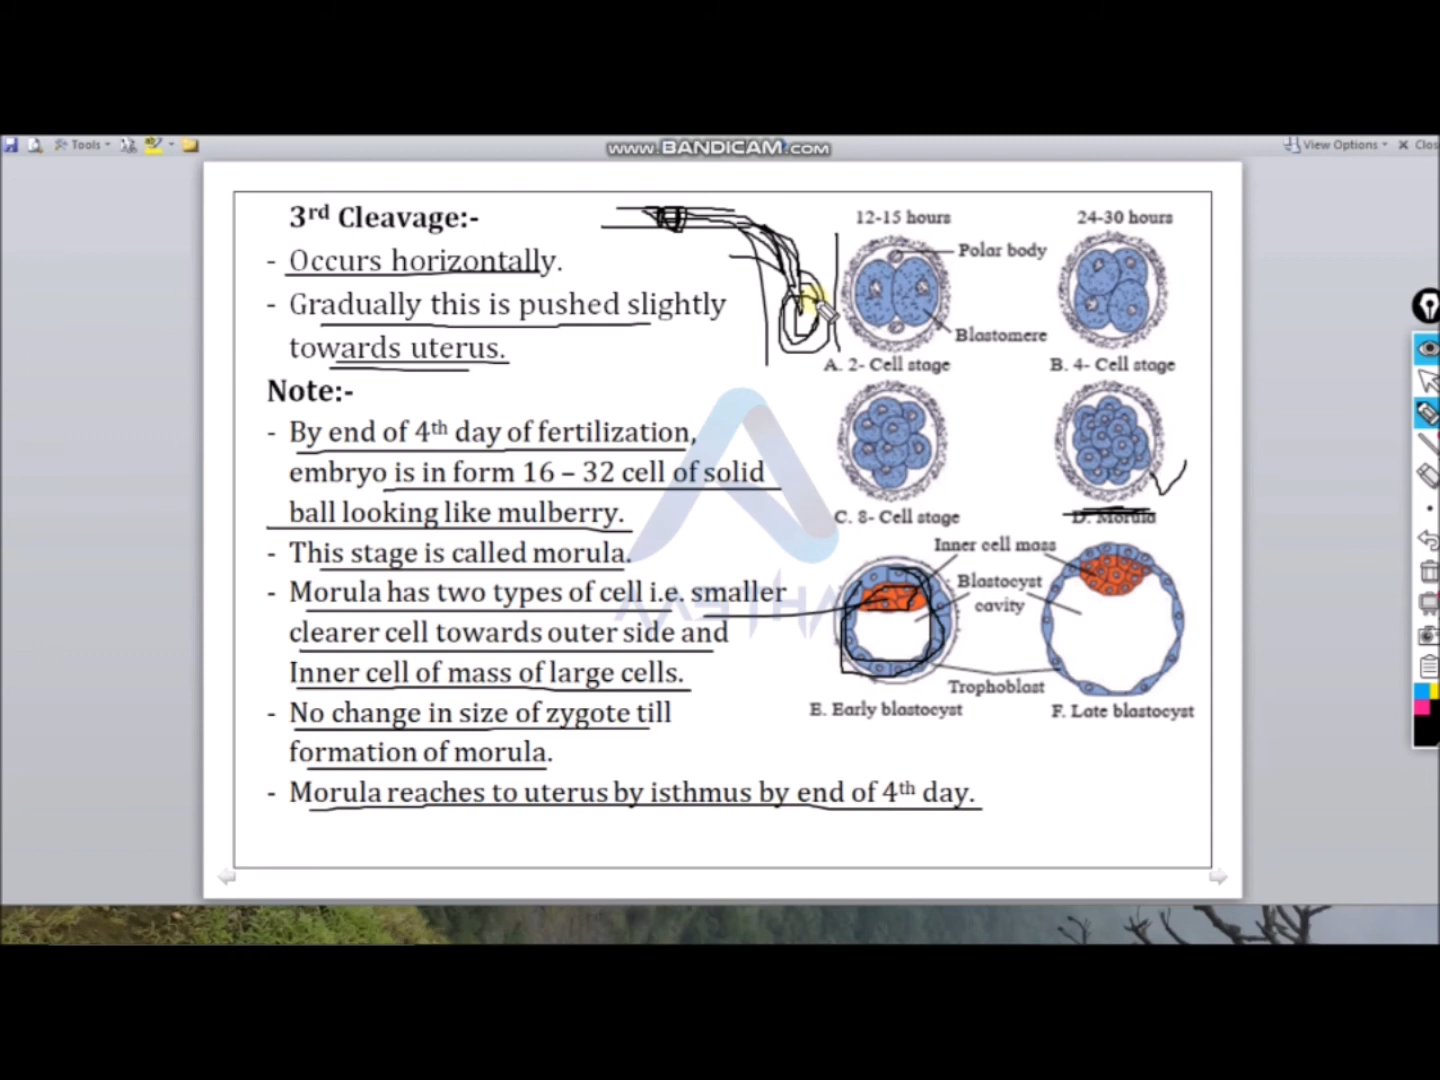 Tools
www.BANDICAM.com
View Options
Clos
3rd Cleavage:-
- Occurs horizontally.
- Gradually this is pushed slightly
towards uterus.
Note:-
- By end of 4th day of fertilization,
embryo is in form 16 – 32 cell of solid
ball looking like mulberry.
- This stage is called morula.
- Morula has two types of cell i.e. smaller
clearer cell towards outer side and
Inner cell of mass of large cells.
- No change in size of zygote till
formation of morula.
- Morula reaches to uterus by isthmus by end of 4th day.
12-15 hours
24-30 hours
Polar body
Blastomere
A. 2- Cell stage
B. 4- Cell stage
C. 8- Cell stage
D. Morula
Inner cell mass
Blastocyst
cavity
Trophoblast
E. Early blastocyst
F. Late blastocyst